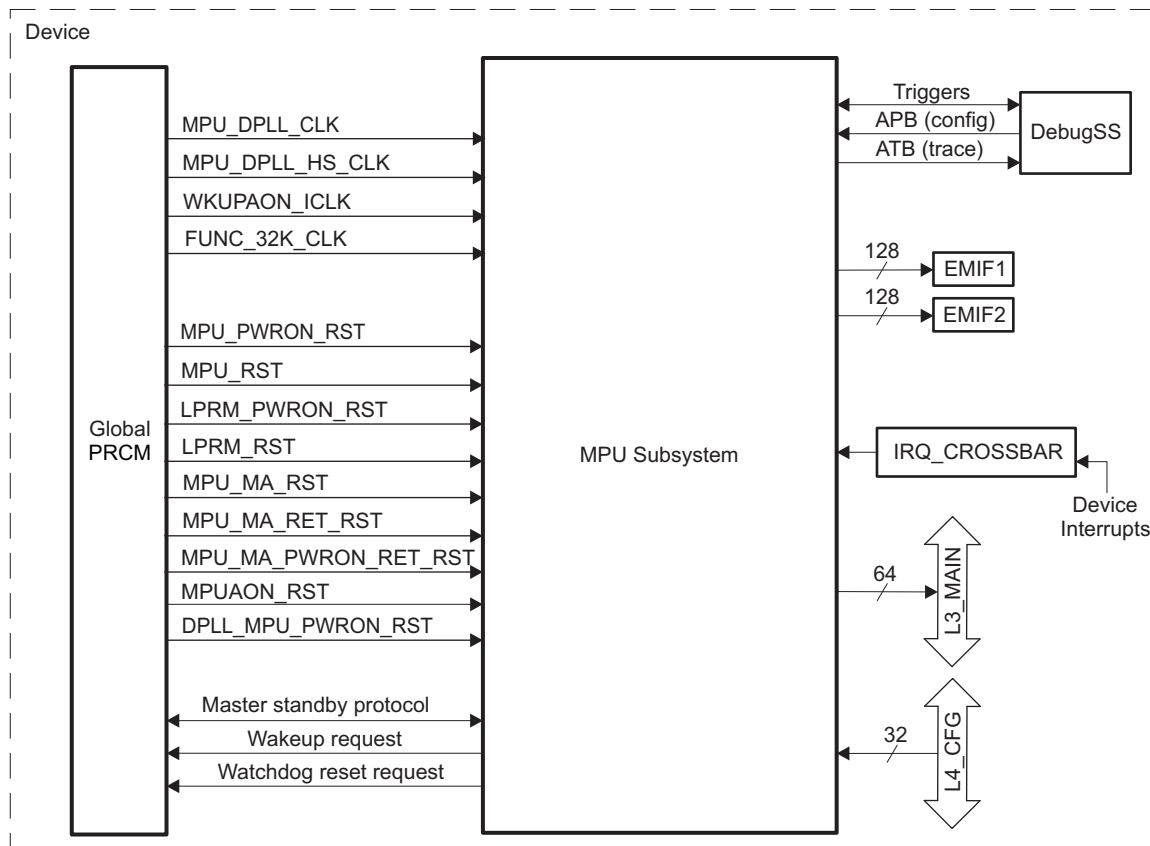 Device
MPU_DPLL_CLK
MPU_DPLL_HS_CLK
WKUPAON_ICLK
FUNC_32K_CLK
MPU_PWRON_RST
MPU_RST
LPRM_PWRON_RST
LPRM_RST
MPU_MA_RST
MPU_MA_RET_RST
MPU_MA_PWRON_RET_RST
MPUAON_RST
DPLL_MPU_PWRON_RST
Master standby protocol
Wakeup request
Watchdog reset request
Global
PRCM
MPU Subsystem
Triggers
APB (config)
ATB (trace)
DebugSS
128
EMIF1
128
EMIF2
IRQ_CROSSBAR
Device
Interrupts
64
L3_MAIN
32
L4_CFG